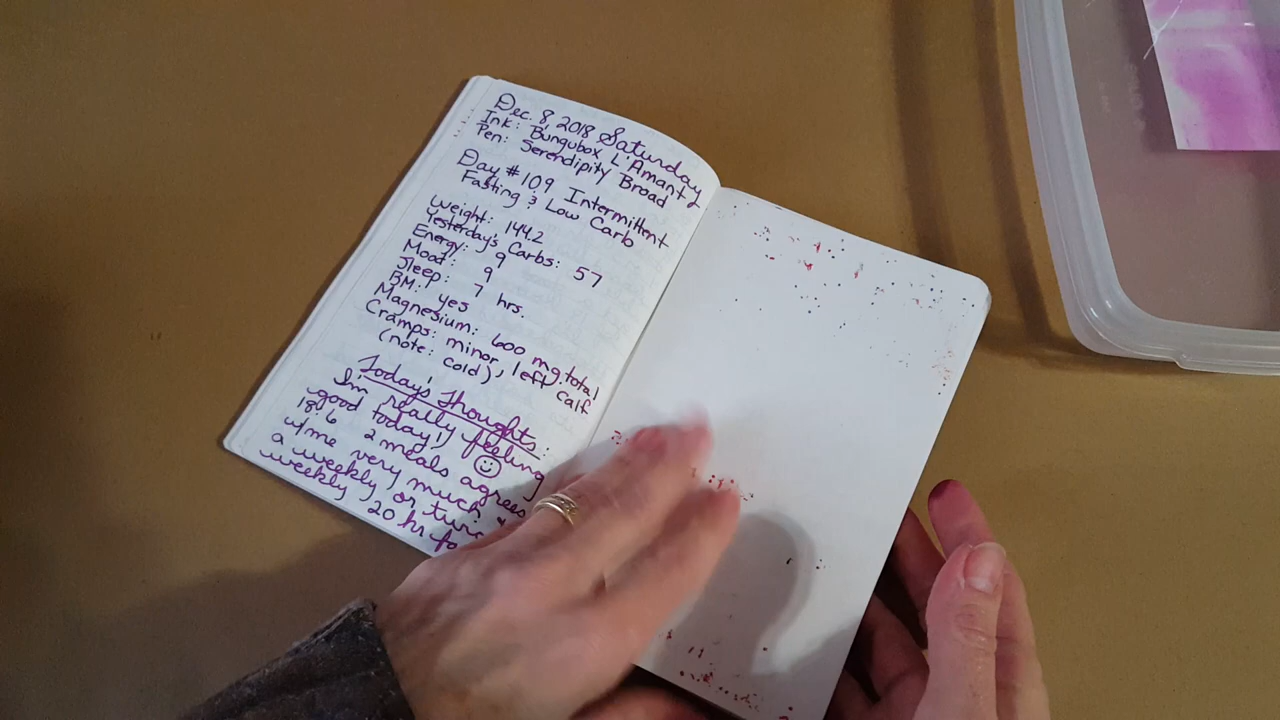 Dec. 8, 2018 Saturday
Ink: Bungubox L'Amant
Pen: Serendipity Broad
Day #109 Intermittent
Fasting & Low Carb
Weight: 144.2
Yesterday's Carbs: 57
Energy: 9
Moat: 9
Sleep: 7 hrs.
BM: yes
Magnesium: 600 mg. total
Cramps: minor, left calf
(note: cold)
Today's Thoughts:
I'm really feeling
good today! 
18:6 2 meals agrees
w/me very much &
a weekly or twice
weekly 20 hr